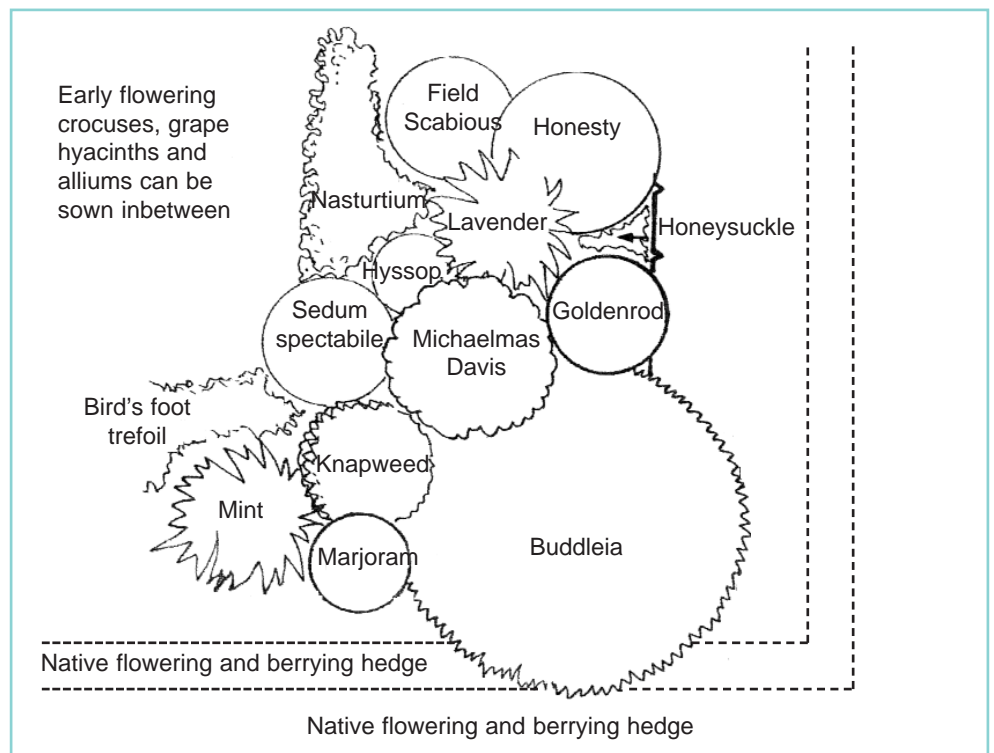 Early flowering
crocuses, grape
hyacinths and
alliums can be
sown inbetween
Field
Scabious
Honesty
Nasturtium
Lavender
Honeysuckle
Hyssop
Goldenrod
Sedum
spectabile
Michaelmas
Davis
Bird's foot
trefoil
Knapweed
Mint
Buddleia
Marjoram
Native flowering and berrying hedge
Native flowering and berrying hedge